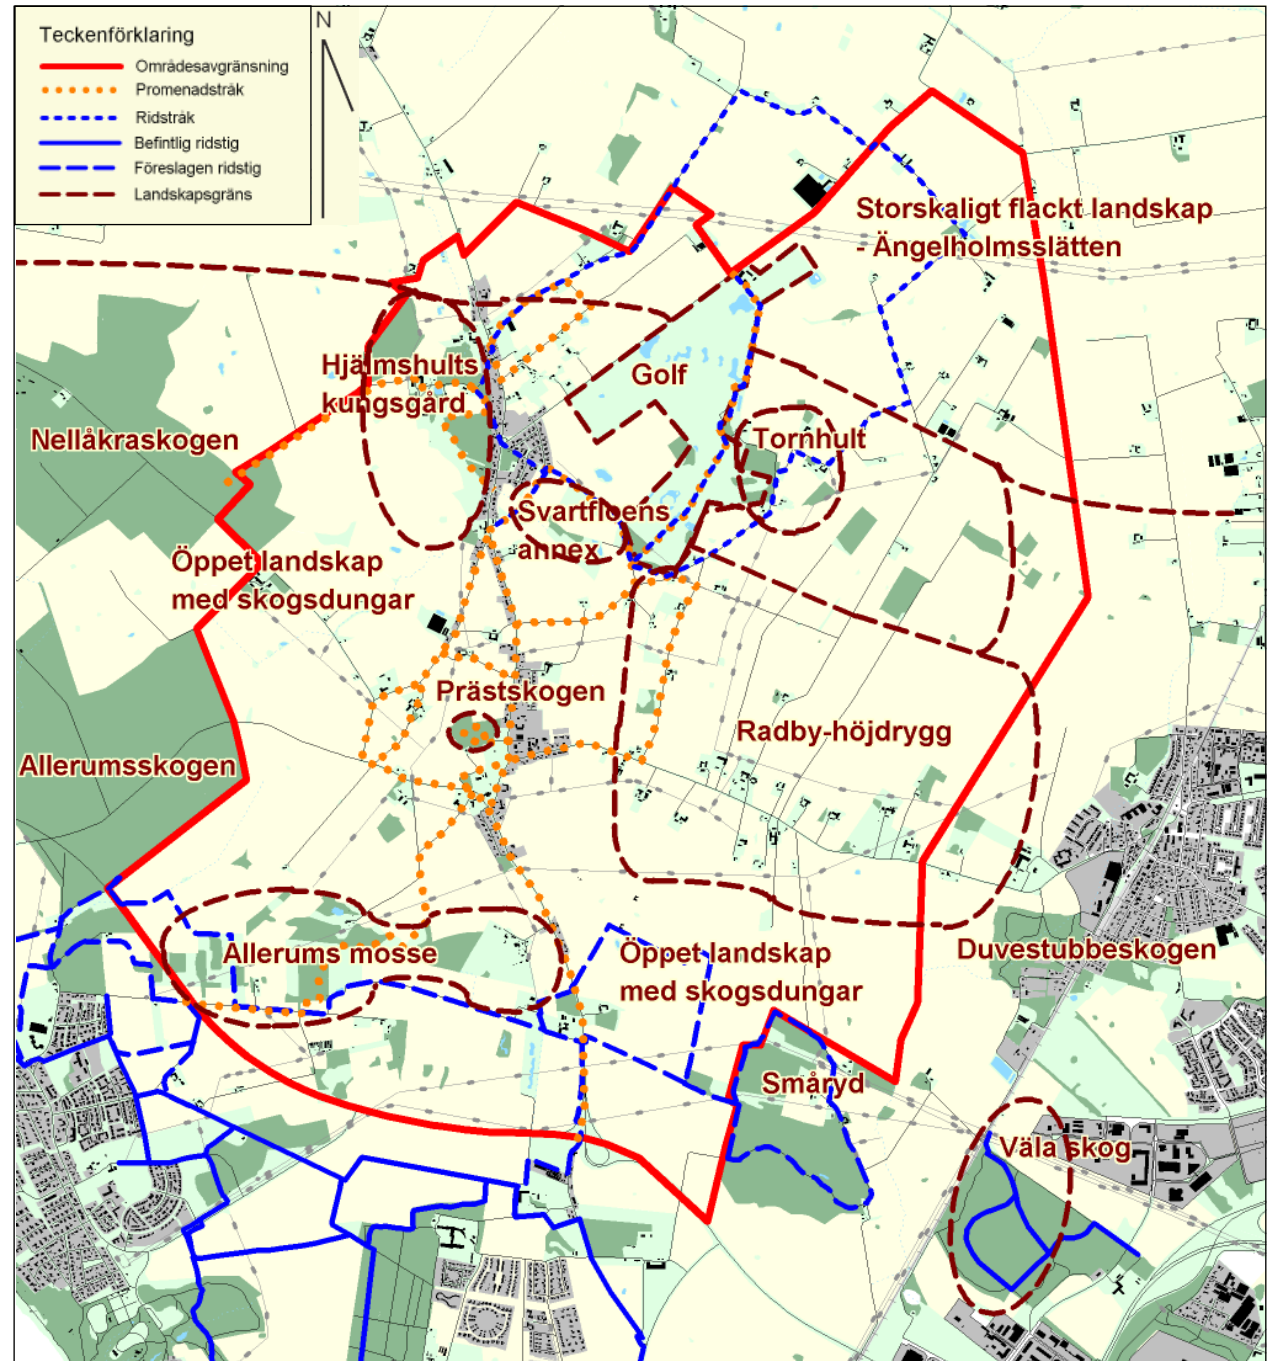 Teckenförklaring
Områdesavgränsning
Promenadstråk
Ridstråk
Befintlig ridstig
Föreslagen ridstig
Landskapsgräns
N
Storskaligt flackt landskap
- Ängelholmsslätten
Hjälmshults
kungsgård
Golf
Nellåkraskogen
Tornhult
Svartfloens
annex
Öppet landskap
med skogsdungar
Prästskogen
Radby-höjdrygg
Allerumsskogen
Allerums mosse
Öppet landskap
med skogsdungar
Duvestubbeskogen
Småryd
Väla skog